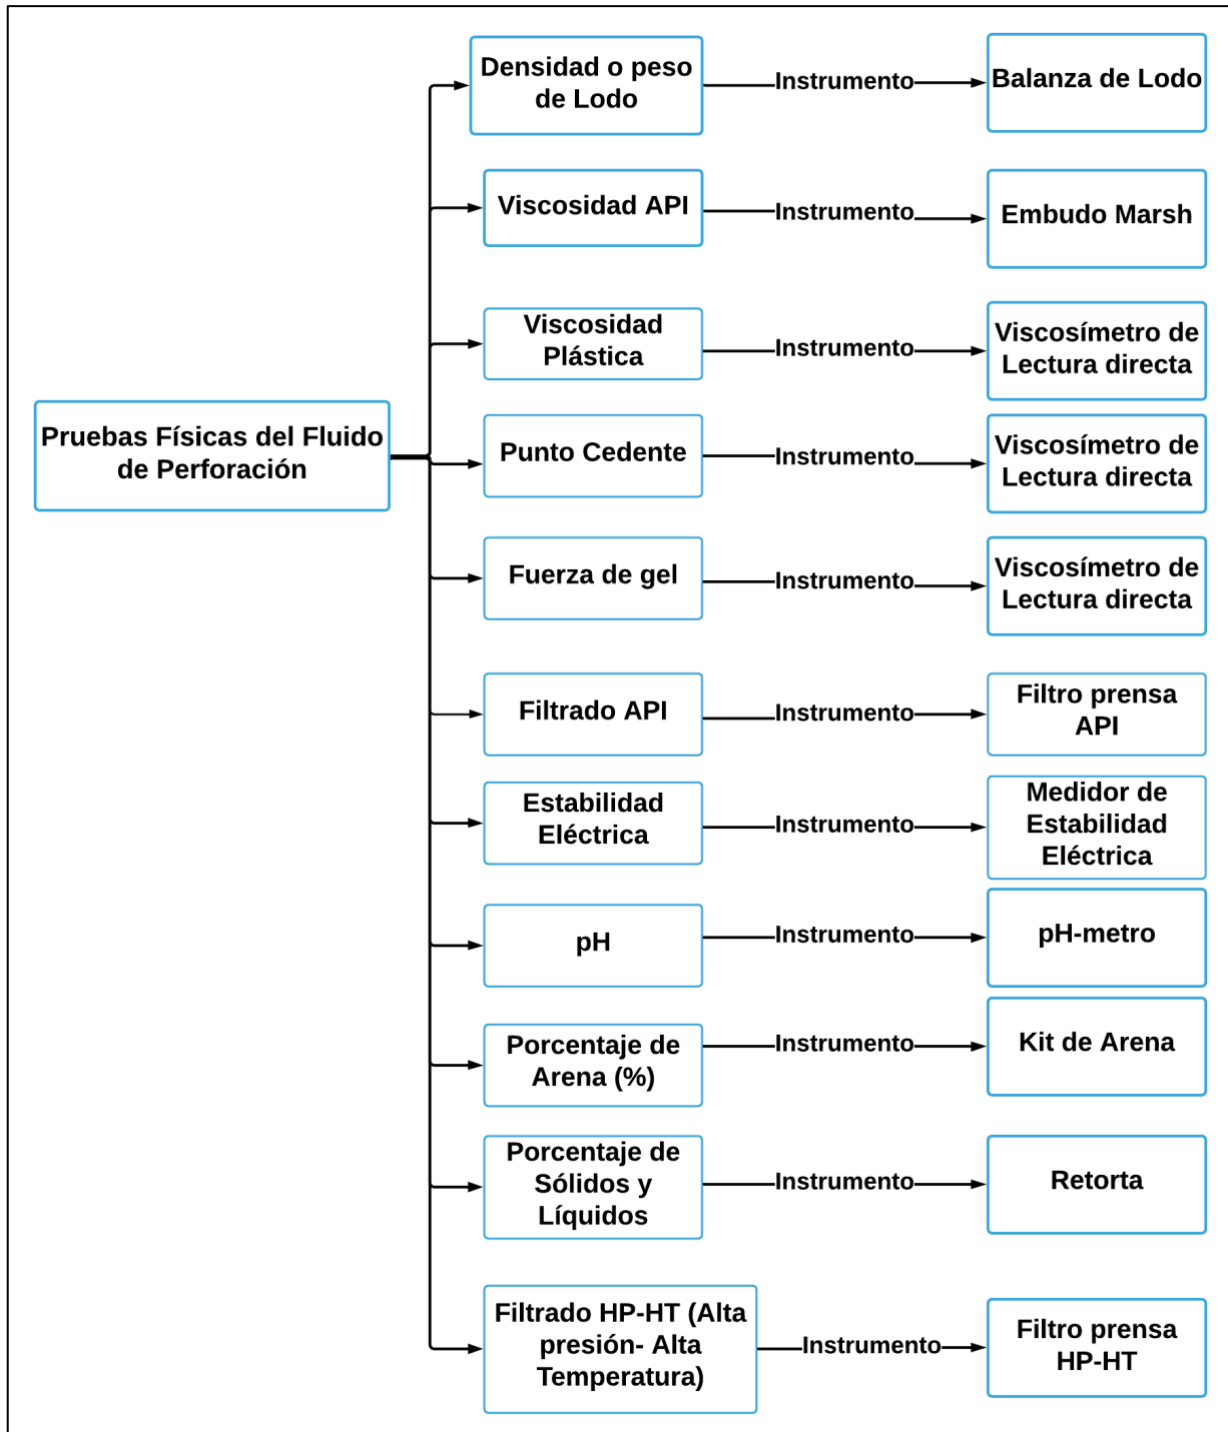 Densidad o peso
de Lodo
Instrumento
Balanza de Lodo
Viscosidad API
Instrumento
Embudo Marsh
Viscosidad
Plástica
Instrumento
Viscosímetro de
Lectura directa
Pruebas Físicas del Fluido
de Perforación
Punto Cedente
Instrumento
Viscosímetro de
Lectura directa
Fuerza de gel
Instrumento
Viscosímetro de
Lectura directa
Filtrado API
Instrumento
Filtro prensa
API
Estabilidad
Eléctrica
Instrumento
Medidor de
Estabilidad
Eléctrica
pH
Instrumento
pH-metro
Porcentaje de
Arena (%)
Instrumento
Kit de Arena
Porcentaje de
Sólidos y
Líquidos
Instrumento
Retorta
Filtrado HP-HT (Alta
presión- Alta
Temperatura)
Instrumento
Filtro prensa
HP-HT